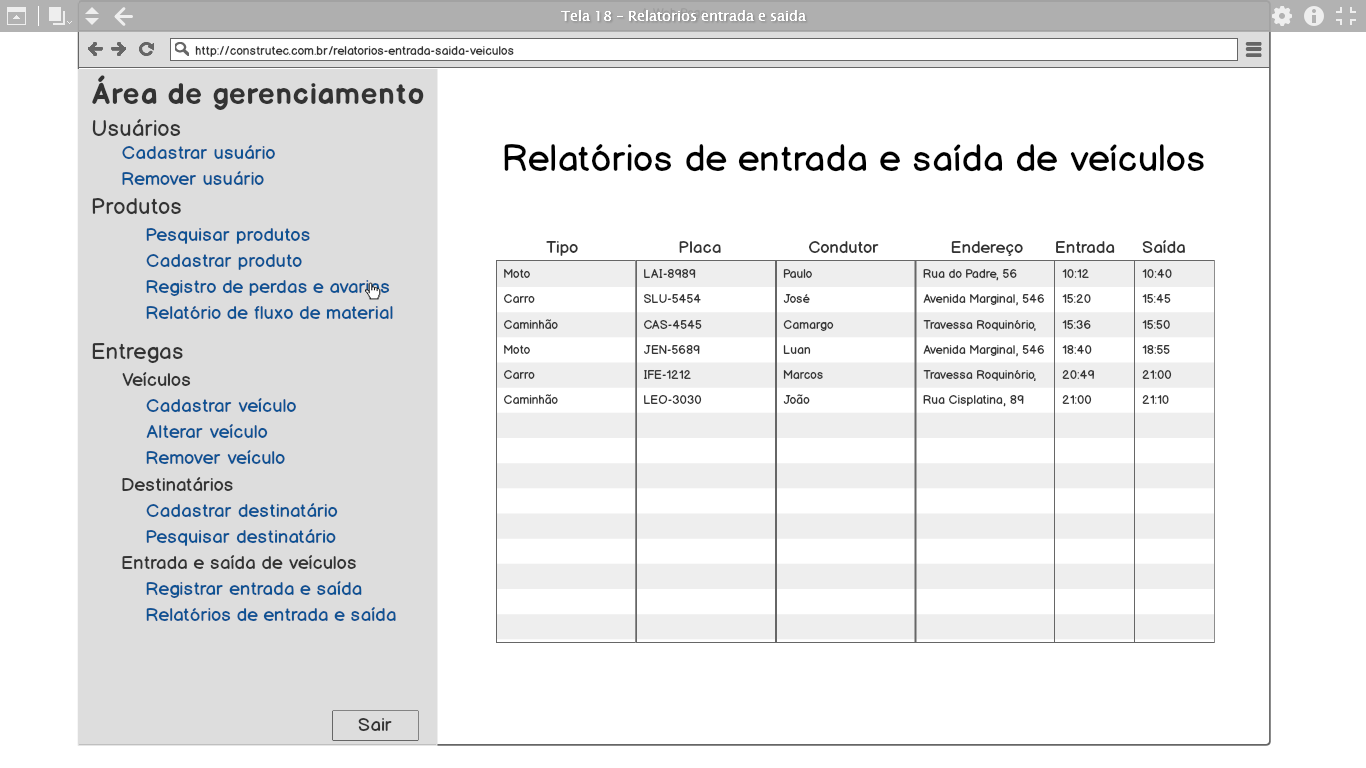 Tela 18 - Relatorios entrada e saida
http://construtec.com.br/relatorios-entrada-saida-veiculos
Área de gerenciamento
Usuários
Cadastrar usuário
Remover usuário
Produtos
Pesquisar produtos
Cadastrar produto
Registro de perdas e avarias
Relatório de fluxo de material
Entregas
Veículos
Cadastrar veículo
Alterar veículo
Remover veículo
Destinatários
Cadastrar destinatário
Pesquisar destinatário
Entrada e saída de veículos
Registrar entrada e saída
Relatórios de entrada e saída
Sair
Relatórios de entrada e saída de veículos
Tipo Placa Condutor Endereço Entrada Saída
Moto LAI-8989 Paulo Rua do Padre, 56 10:12 10:40
Carro SLU-5454 José Avenida Marginal, 546 15:20 15:45
Caminhão CAS-4545 Camargo Travessa Roquinório, 15:36 15:50
Moto JEN-5689 Luan Avenida Marginal, 546 18:40 18:55
Carro IFE-1212 Marcos Travessa Roquinório, 20:49 21:00
Caminhão LEO-3030 João Rua Cisplatina, 89 21:00 21:10